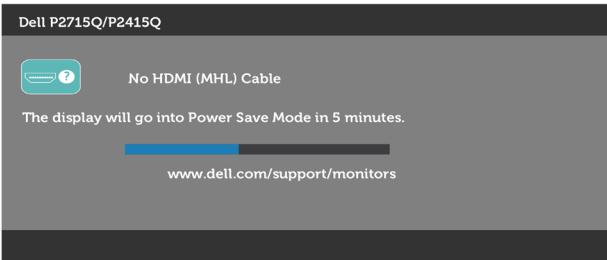 Dell P2715Q/P2415Q
?
No HDMI (MHL) Cable
The display will go into Power Save Mode in 5 minutes.
www.dell.com/support/monitors